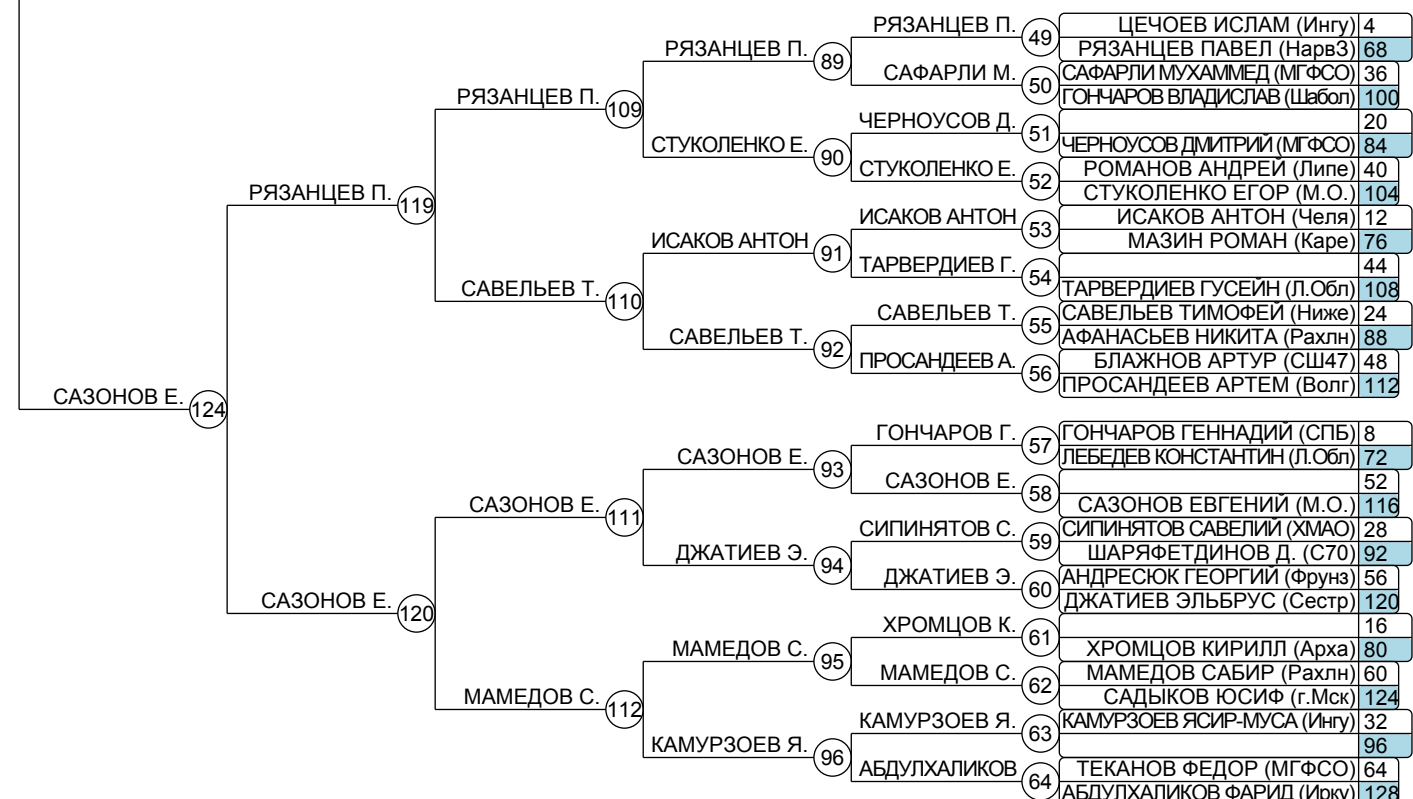 РЯЗАНЦЕВ П. 49 ЦЕЧОЕВ ИСЛАМ (Ингу) 4
РЯЗАНЦЕВ П. 89 РЯЗАНЦЕВ ПАВЕЛ (Нарв3) 68
САФАРЛИ М. 50 САФАРЛИ МУХАММЕД (МГФСО) 36
РЯЗАНЦЕВ П. 109 ГОНЧАРОВ ВЛАДИСЛАВ (Шабол) 100
ЧЕРНОУСОВ Д. 51 20
СТУКОЛЕНКО Е. 90 ЧЕРНОУСОВ ДМИТРИЙ (МГФСО) 84
СТУКОЛЕНКО Е. 52 РОМАНОВ АНДРЕЙ (Липе) 40
РЯЗАНЦЕВ П. 119 СТУКОЛЕНКО ЕГОР (М.О.) 104
ИСАКОВ АНТОН 53 ИСАКОВ АНТОН (Челя) 12
ИСАКОВ АНТОН 91 МАЗИН РОМАН (Каре) 76
ТАРВЕРДИЕВ Г. 54 44
САВЕЛЬЕВ Т. 110 ТАРВЕРДИЕВ ГУСЕЙН (Л.Обл) 108
САВЕЛЬЕВ Т. 55 САВЕЛЬЕВ ТИМОФЕЙ (Ниже) 24
САВЕЛЬЕВ Т. 92 АФАНАСЬЕВ НИКИТА (Рахлн) 88
ПРОСАНДЕЕВ А. 56 БЛАЖНОВ АРТУР (СШ47) 48
ПРОСАНДЕЕВ АРТЕМ (Волг) 112
САЗОНОВ Е. 124
ГОНЧАРОВ Г. 57 ГОНЧАРОВ ГЕННАДИЙ (СПБ) 8
САЗОНОВ Е. 93 ЛЕБЕДЕВ КОНСТАНТИН (Л.Обл) 72
САЗОНОВ Е. 58 52
САЗОНОВ Е. 111 САЗОНОВ ЕВГЕНИЙ (М.О.) 116
СИПИНЯТОВ С. 59 СИПИНЯТОВ САВЕЛИЙ (ХМАО) 28
ДЖАТИЕВ Э. 94 ШАРЯФЕТДИНОВ Д. (С70) 92
ДЖАТИЕВ Э. 60 АНДРЕСЮК ГЕОРГИЙ (Фрунз) 56
САЗОНОВ Е. 120 ДЖАТИЕВ ЭЛЬБРУС (Сестр) 120
ХРОМЦОВ К. 61 16
МАМЕДОВ С. 95 ХРОМЦОВ КИРИЛЛ (Арха) 80
МАМЕДОВ С. 62 МАМЕДОВ САБИР (Рахлн) 60
МАМЕДОВ С. 112 САДЫКОВ ЮСИФ (г.Мск) 124
КАМУРЗОЕВ Я. 63 КАМУРЗОЕВ ЯСИР-МУСА (Ингу) 32
КАМУРЗОЕВ Я. 96 96
АБДУЛХАЛИКОВ 64 ТЕКАНОВ ФЕДОР (МГФСО) 64
АБДУЛХАЛИКОВ ФАРИД (Ирку) 128